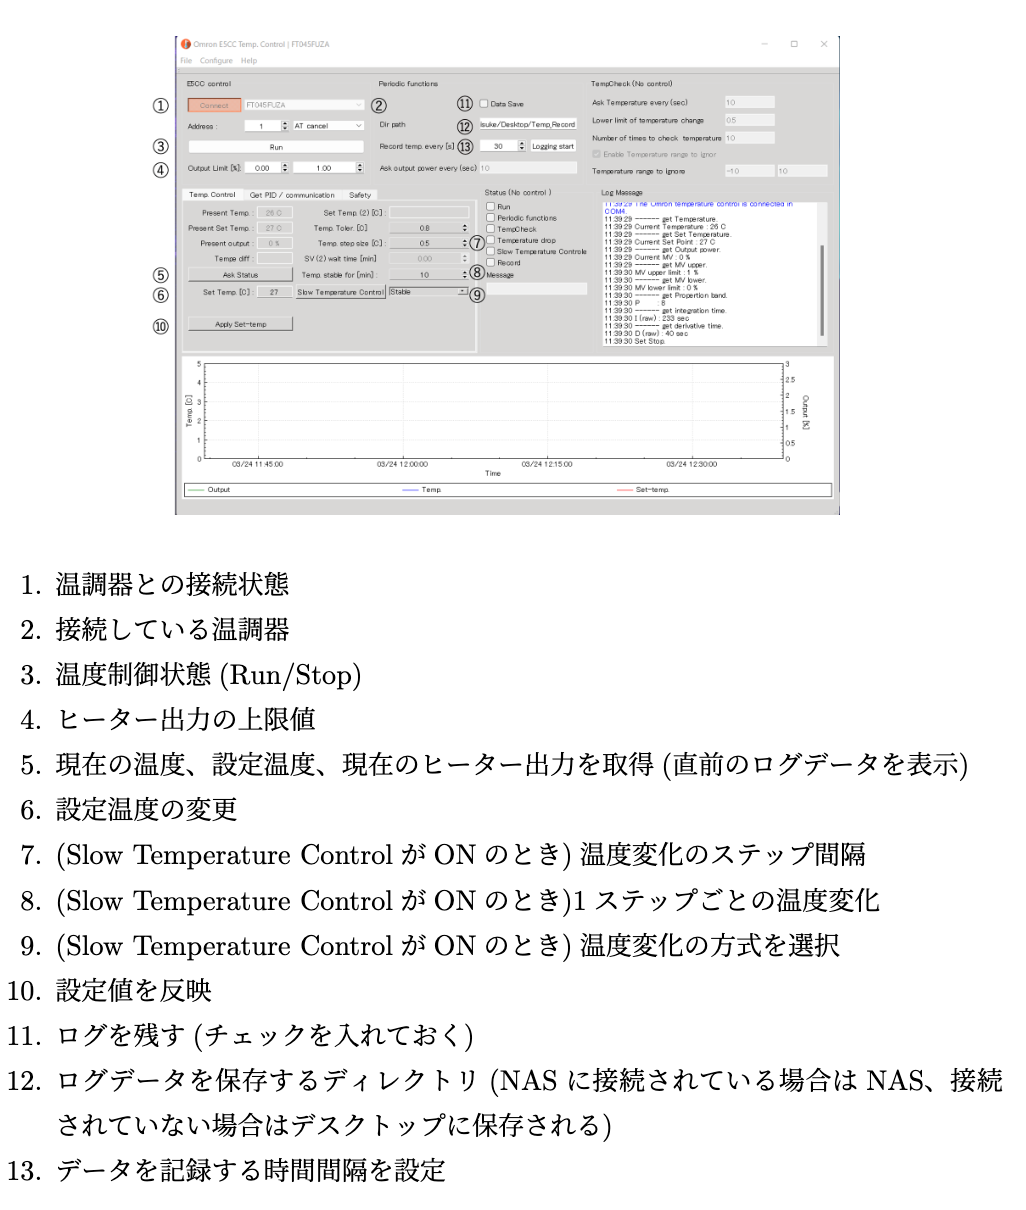 Omron E5CC Temp. Control | FT045FUZA
File Configure Help
E5CC control
Periodic functions
TempCheck (No control)
① Connect FT045FUZA ②
⑪ Data Save
Ask Temperature every (sec) 10
Address : 1 AT cancel
Dir path ⑫ isuke/Desktop/Temp_Record
Lower limit of temperature change 0.5
③ Run
Record temp. every [s] ⑬ 30 Logging start
Number of times to check temperature 10
Enable Temperature range to ignor
④ Output Limit [%]: 0.00 1.00
Ask output power every (sec) 10
Temperature range to ignore -10 10
Temp. Control Get PID / communication Safety
Present Temp. : 26 C Set Temp. (2) [C] :
Present Set Temp. : 27 C Temp. Toler. [C] 0.8
Present output : 0 % Temp. step size [C] : 0.5 ⑦
Tempe diff : SV (2) wait time [min] 0.00
⑤ Ask Status Temp. stable for [min] : 10 ⑧
⑥ Set Temp. [C] : 27 Slow Temperature Control Stable ⑨
⑩ Apply Set-temp
Status (No control )
Run
Periodic functions
TempCheck
Temperature drop
Slow Temperature Controle
Record
Message
Log Massage
11:39:29 The Omron temperature control is connected in
COM4.
11:39:29 ------ get Temperature.
11:39:29 Current Temperature : 26 C
11:39:29 ------ get Set Temperature.
11:39:29 Current Set Point : 27 C
11:39:29 ------ get Output power.
11:39:29 Current MV : 0 %
11:39:29 ------ get MV upper.
11:39:30 MV upper limit : 1 %
11:39:30 ------ get MV lower.
11:39:30 MV lower limit : 0 %
11:39:30 ------ get Propertion band.
11:39:30 P : 8
11:39:30 ------ get integration time.
11:39:30 I (raw) : 233 sec
11:39:30 ------ get derivative time.
11:39:30 D (raw) : 40 sec
11:39:30 Set Stop.
Temp. [C]
5
4
3
2
1
0
3
2.5
2
1.5
1
0.5
0
Output [%]
03/24 11:45:00 03/24 12:00:00 03/24 12:15:00 03/24 12:30:00
Time
Output Temp. Set-temp.
1. 温調器との接続状態
2. 接続している温調器
3. 温度制御状態 (Run/Stop)
4. ヒーター出力の上限値
5. 現在の温度、設定温度、現在のヒーター出力を取得 (直前のログデータを表示)
6. 設定温度の変更
7. (Slow Temperature Control が ON のとき) 温度変化のステップ間隔
8. (Slow Temperature Control が ON のとき)1 ステップごとの温度変化
9. (Slow Temperature Control が ON のとき) 温度変化の方式を選択
10. 設定値を反映
11. ログを残す (チェックを入れておく)
12. ログデータを保存するディレクトリ (NAS に接続されている場合は NAS、接続
されていない場合はデスクトップに保存される)
13. データを記録する時間間隔を設定